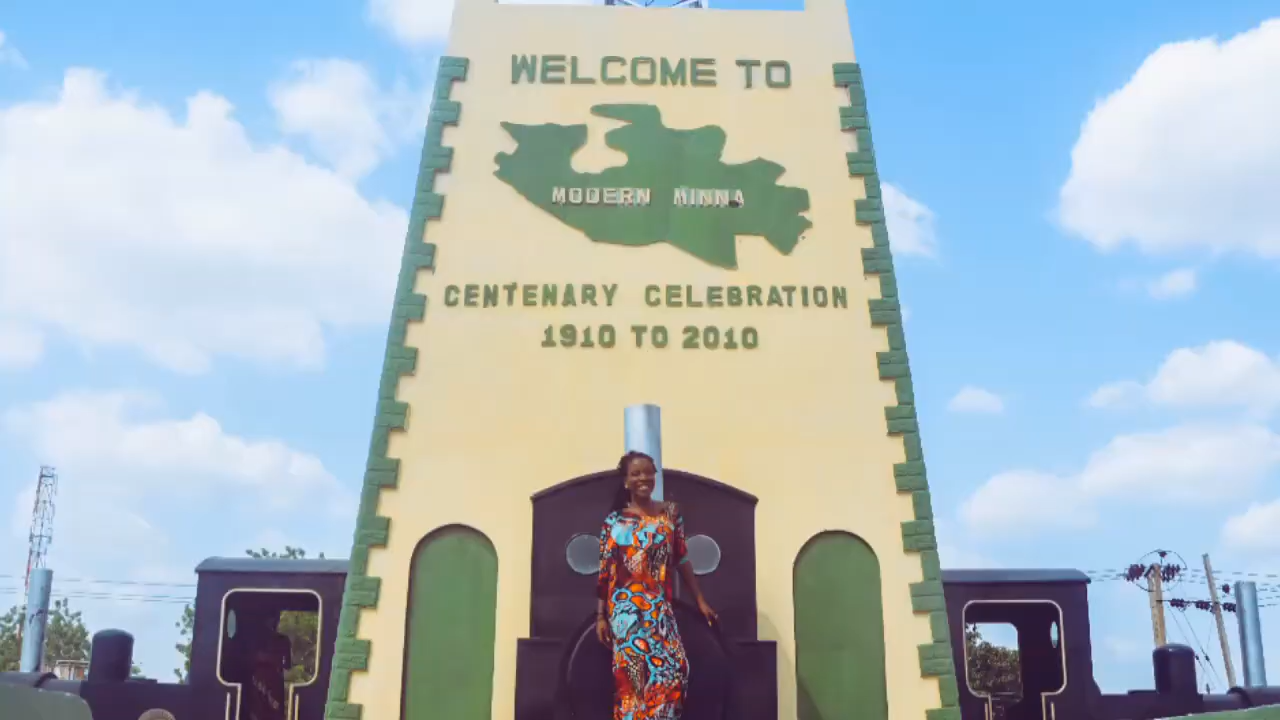 WELCOME TO
MODERN MINNA
CENTENARY CELEBRATION
1910 TO 2010